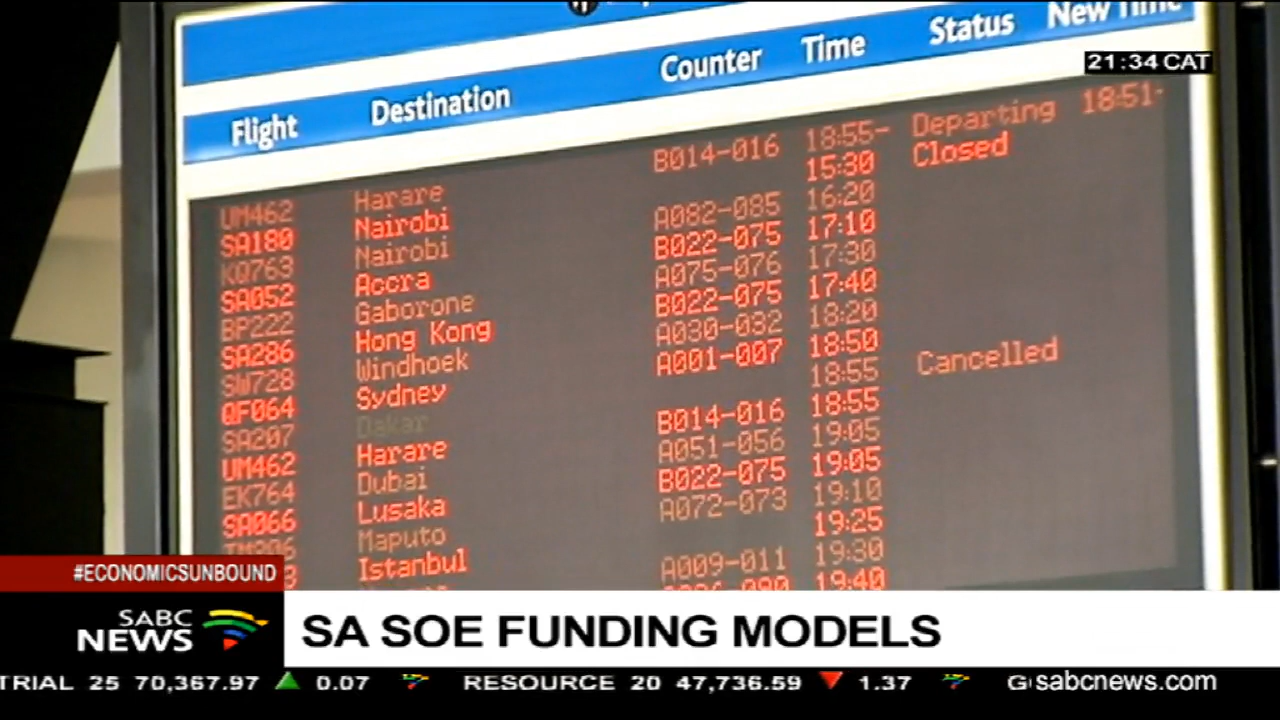 Status New Time
Flight Destination Counter Time
21:34 CAT
UM462 Harare B014-016 18:55- Departing 18:51-
SA180 Nairobi 15:30 Closed
KQ763 Nairobi A082-085 16:20
SA052 Accra B022-075 17:10
BP222 Gaborone A075-076 17:30
SA286 Hong Kong B022-075 17:40
SW728 Windhoek A030-032 18:20
QF064 Sydney A001-007 18:50
SA207 Dakar 18:55 Cancelled
UM462 Harare B014-016 18:55
EK764 Dubai A051-056 19:05
SA066 Lusaka B022-075 19:05
TM306 Maputo A072-073 19:10
Istanbul 19:25
A009-011 19:30
19:40
#ECONOMICSUNBOUND
SABC NEWS
SA SOE FUNDING MODELS
TRIAL 25 70,367.97 0.07 RESOURCE 20 47,736.59 1.37 G sabcnews.com